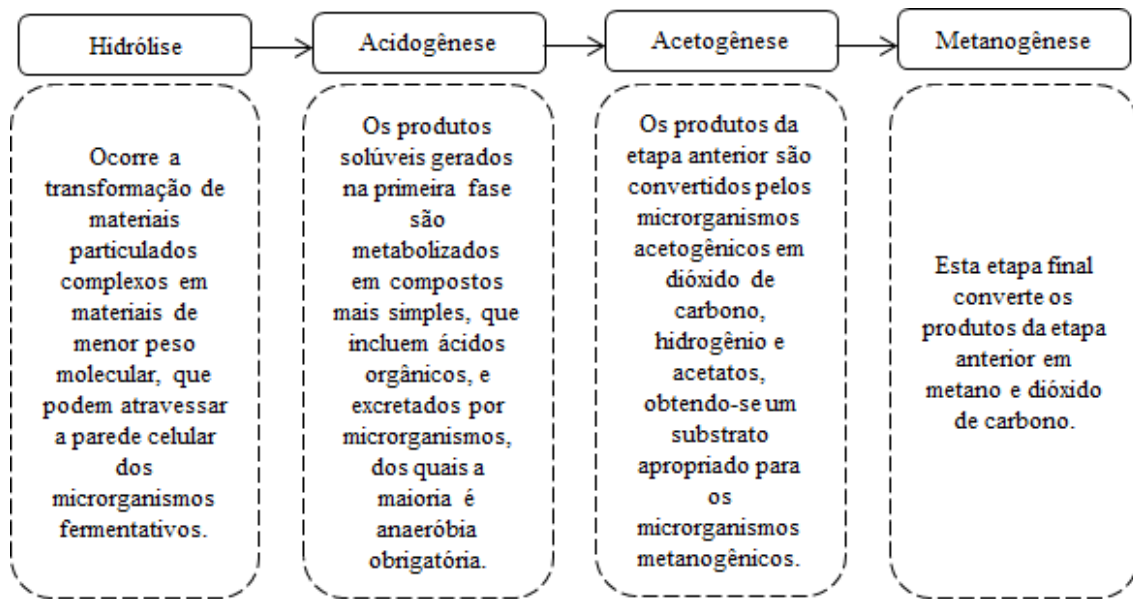 Hidrólise
Acidogênese
Acetogênese
Metanogênese
Ocorre a
transformação de
materiais
particulados
complexos em
materiais de
menor peso
molecular, que
podem atravessar
a parede celular
dos
microrganismos
fermentativos.
Os produtos
solúveis gerados
na primeira fase
são
metabolizados
em compostos
mais simples, que
incluem ácidos
orgânicos, e
excretados por
microrganismos,
dos quais a
maioria é
anaeróbia
obrigatória.
Os produtos da
etapa anterior são
convertidos pelos
microrganismos
acetogênicos em
dióxido de
carbono,
hidrogênio e
acetatos,
obtendo-se um
substrato
apropriado para
os
microrganismos
metanogênicos.
Esta etapa final
converte os
produtos da etapa
anterior em
metano e dióxido
de carbono.